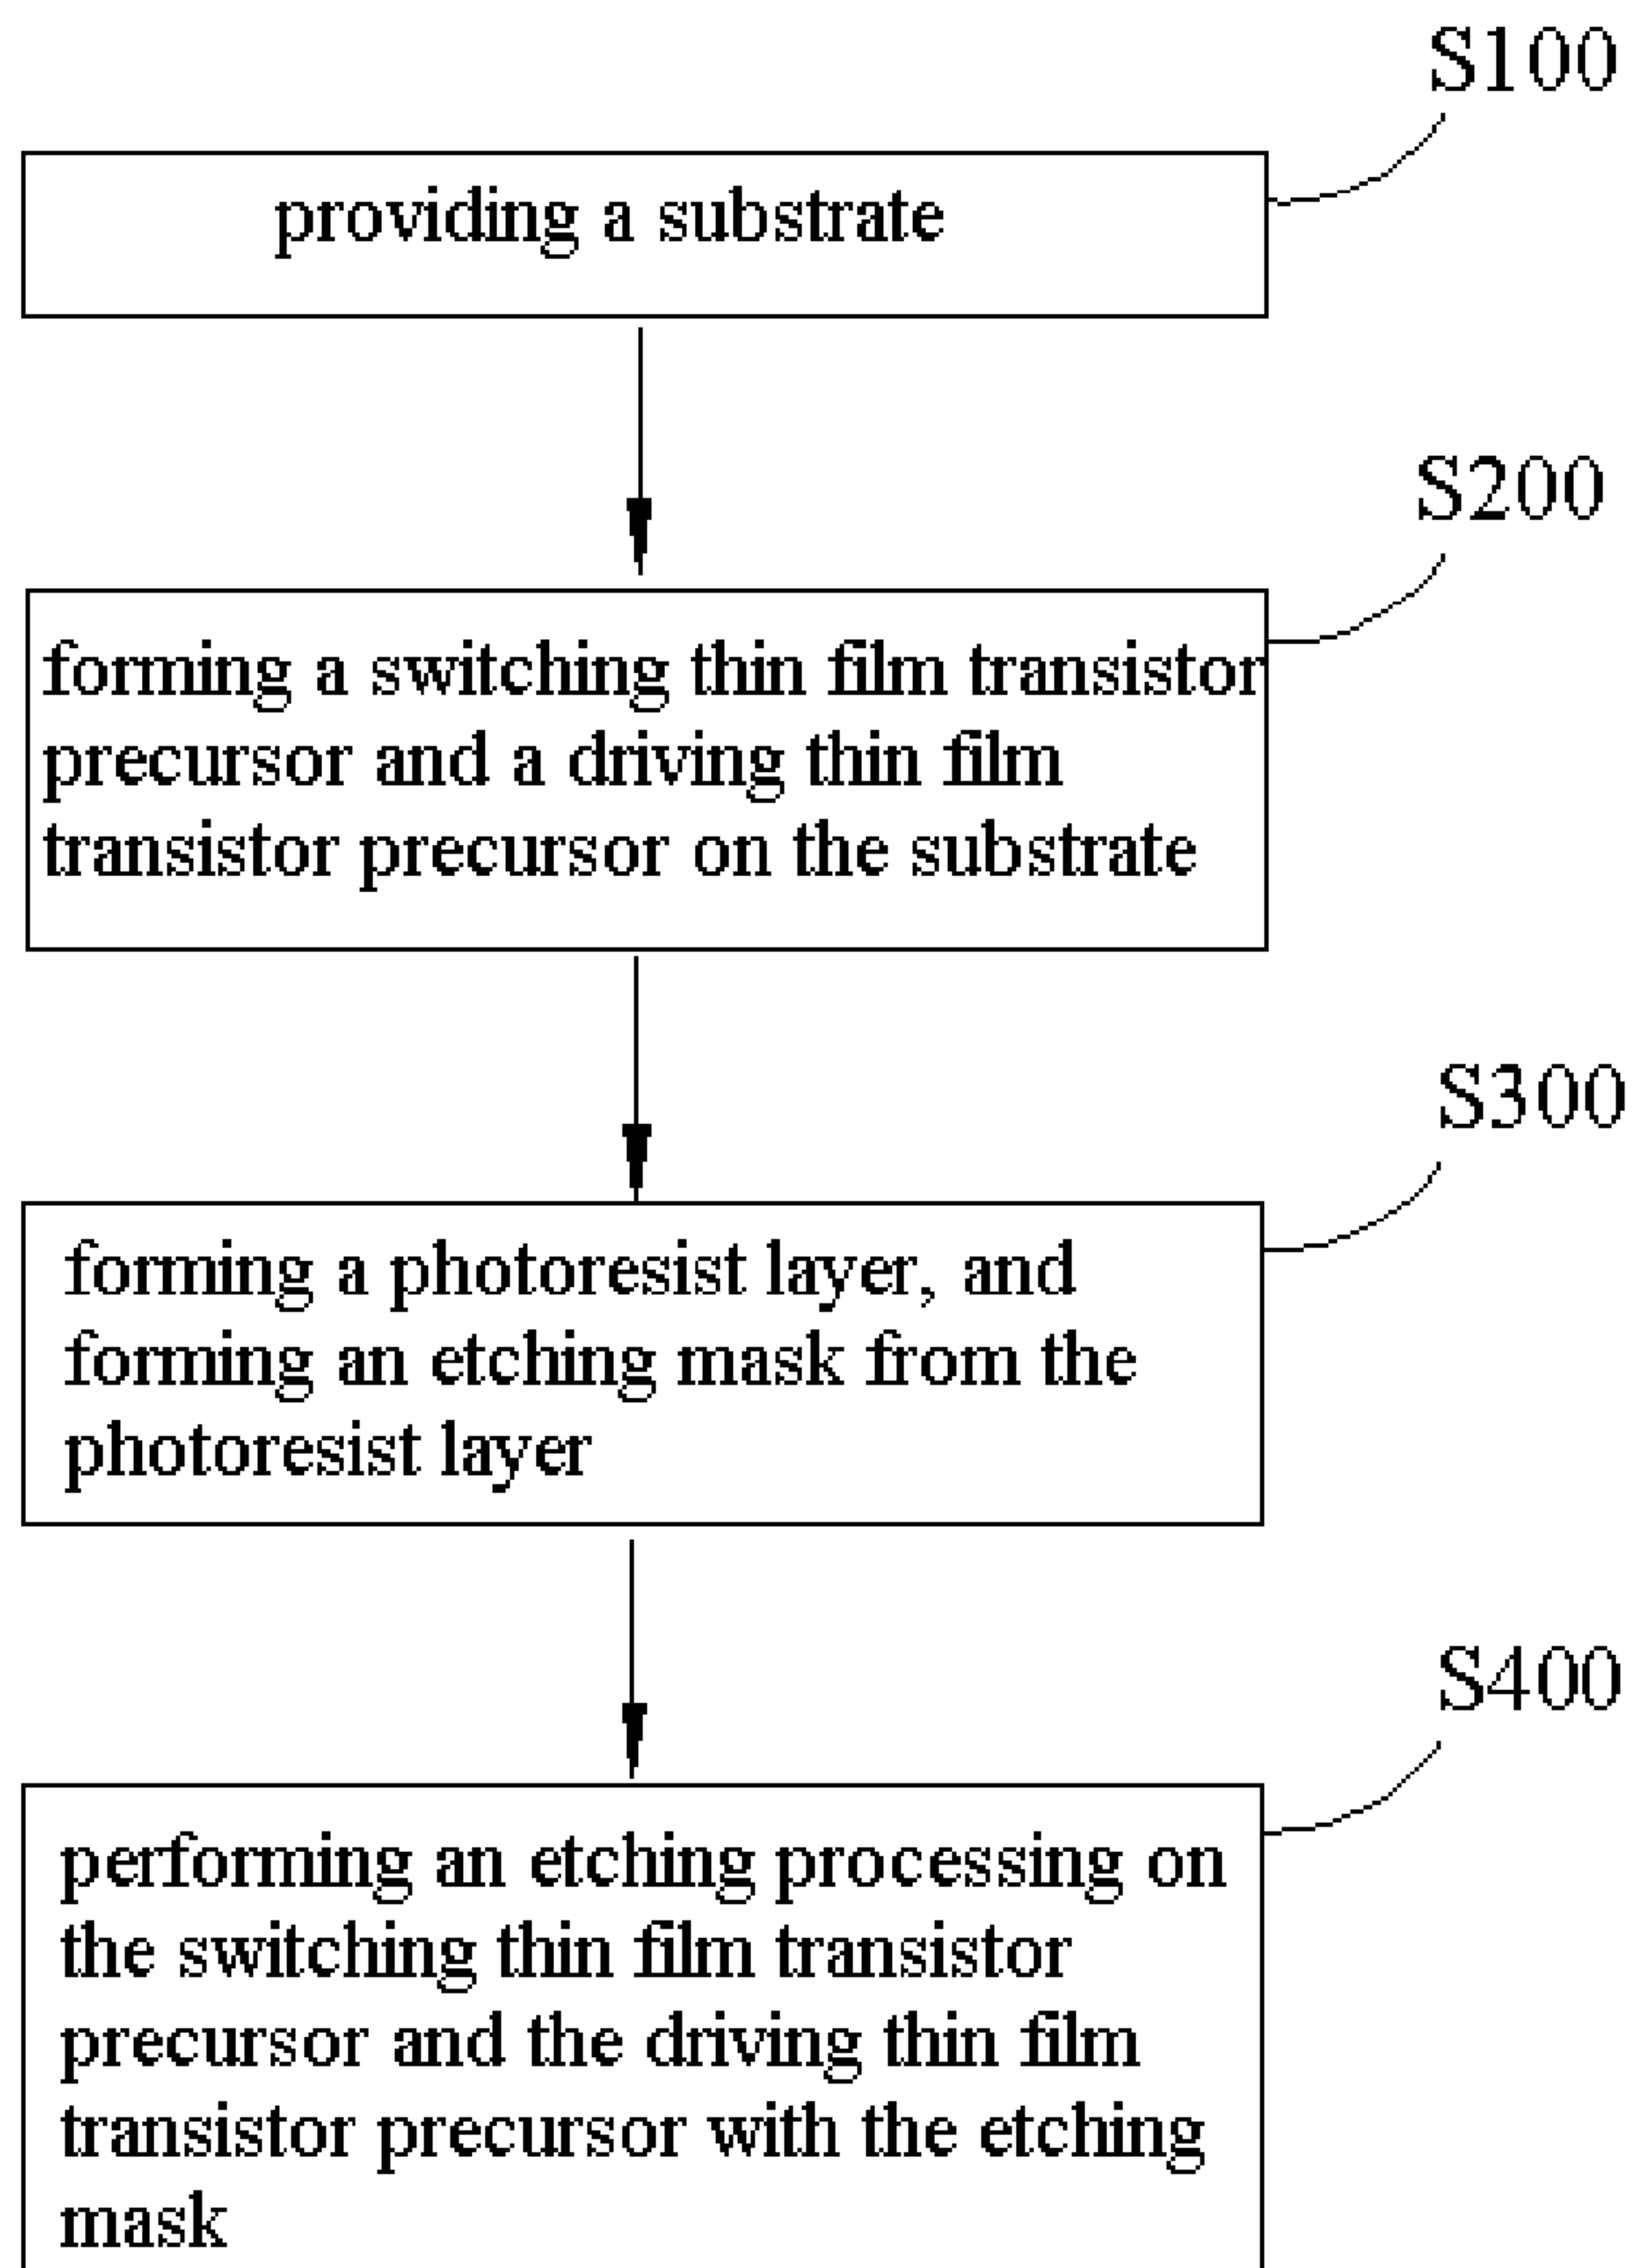 S100
providing a substrate
S200
forming a switching thin film transistor
precursor and a driving thin film
transistor precursor on the substrate
S300
forming a photoresist layer, and
forming an etching mask from the
photoresist layer
S400
performing an etching processing on
the switching thin film transistor
precursor and the driving thin film
transistor precursor with the etching
mask